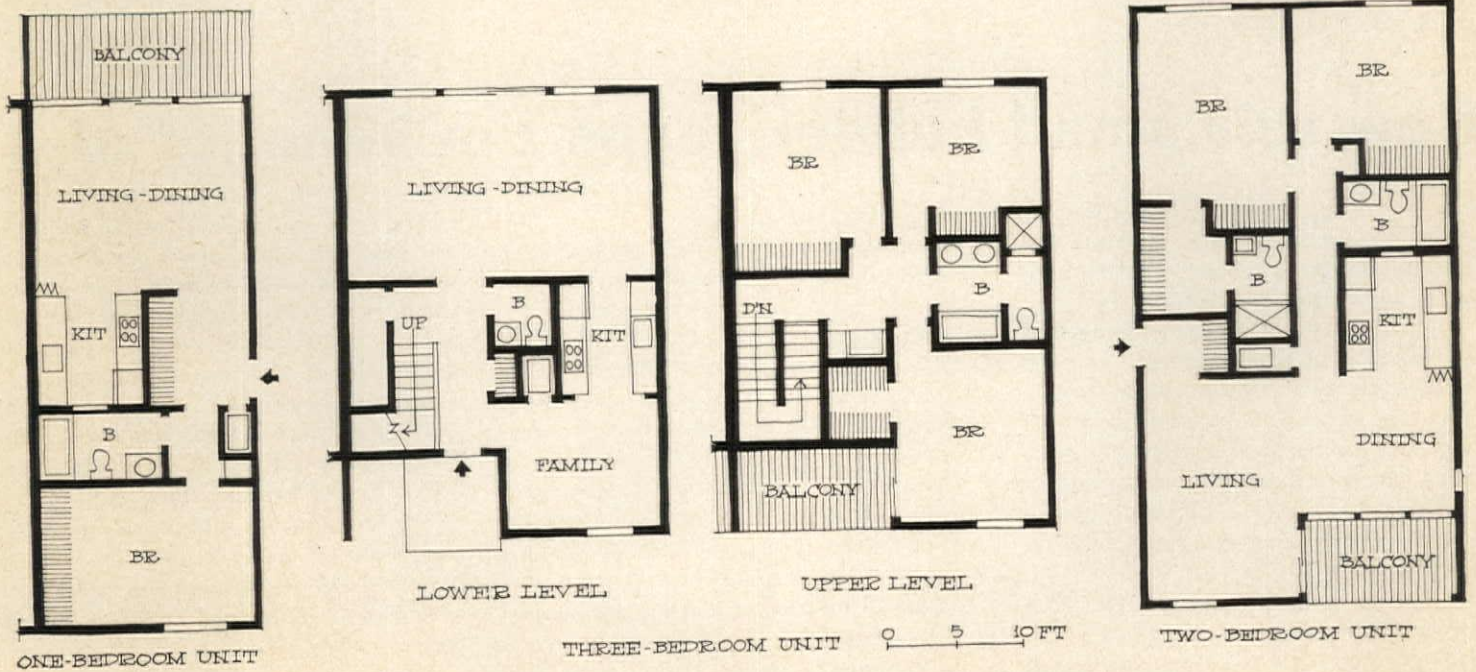 BALCONY
LIVING-DINING
KIT
B
BR
ONE-BEDROOM UNIT
LIVING-DINING
UP
B
KIT
FAMILY
LOWER LEVEL
BR
BR
D'N
B
BR
BALCONY
UPPER LEVEL
THREE-BEDROOM UNIT
0 5 10 FT
BR
BR
B
B
KIT
DINING
LIVING
BALCONY
TWO-BEDROOM UNIT